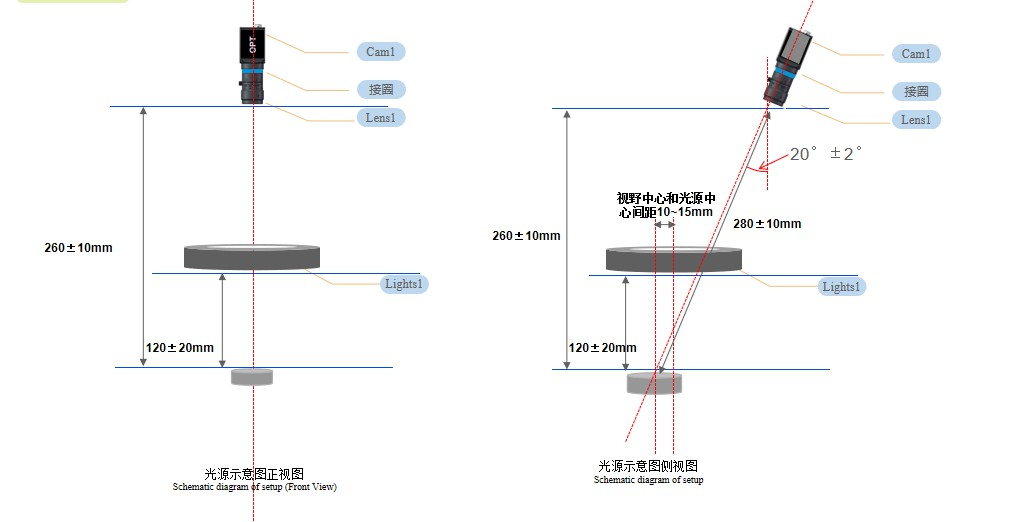 OPT
Cam1
接圈
Lens1
260±10mm
Lights1
120±20mm
光源示意图正视图
Schematic diagram of setup (Front View)
Cam1
接圈
Lens1
20° ±2°
视野中心和光源中
心间距10~15mm
280±10mm
260±10mm
Lights1
120±20mm
光源示意图侧视图
Schematic diagram of setup